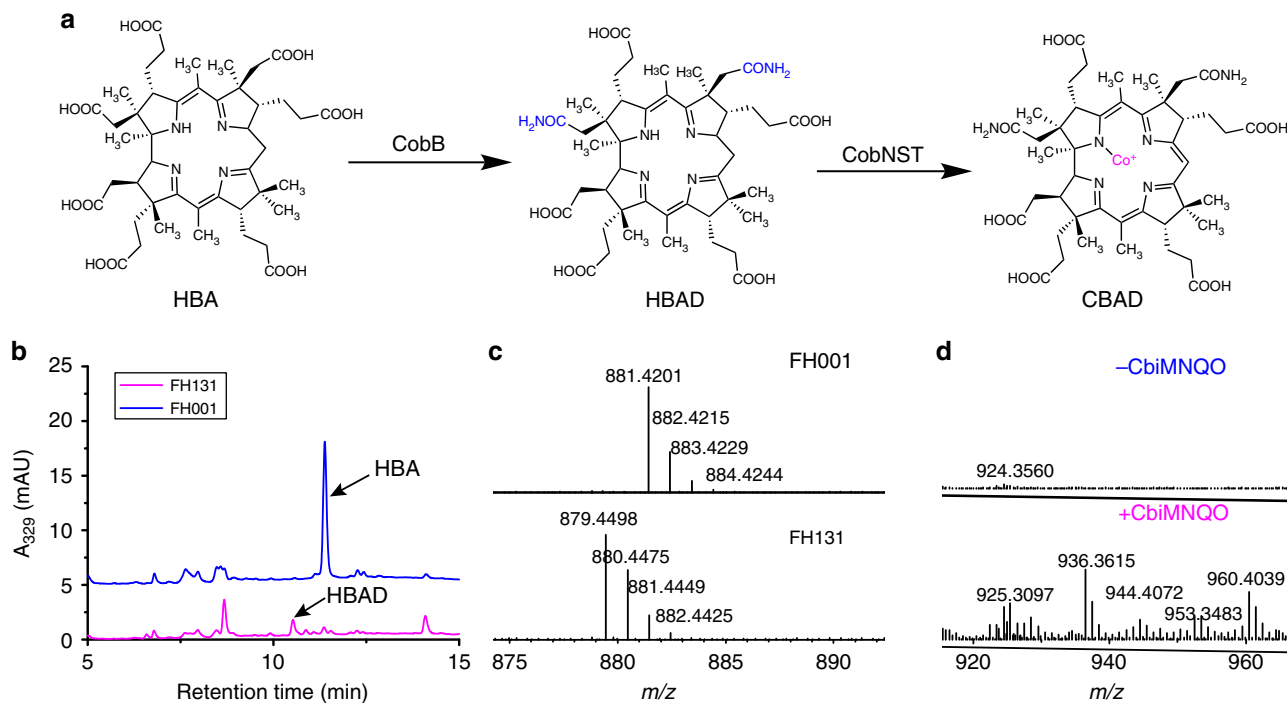 a
HOOC
COOH
CH₃
H₃C
HOOC
H₃C
COOH
N
NH
H₃C
N
N
HOOC
CH₃
CH₃
CH₃
CH₃
HOOC
COOH
HBA
CobB
HOOC
CONH₂
H₃C
H₃C
H₂NOC
H₃C
COOH
N
NH
H₃C
N
N
HOOC
CH₃
CH₃
CH₃
CH₃
HOOC
COOH
HBAD
CobNST
HOOC
CONH₂
CH₃
H₃C
H₂NOC
H₃C
COOH
N
N
H₃C
Co⁺
N
N
HOOC
CH₃
CH₃
CH₃
CH₃
HOOC
COOH
CBAD
b
25
20
15
10
5
0
A₃₂₉ (mAU)
FH131
FH001
HBA
HBAD
5
10
15
Retention time (min)
c
FH001
881.4201
882.4215
883.4229
884.4244
879.4498
FH131
880.4475
881.4449
882.4425
875
880
885
890
m/z
d
–CbiMNQO
924.3560
+CbiMNQO
936.3615
925.3097
944.4072
960.4039
953.3483
920
940
960
m/z